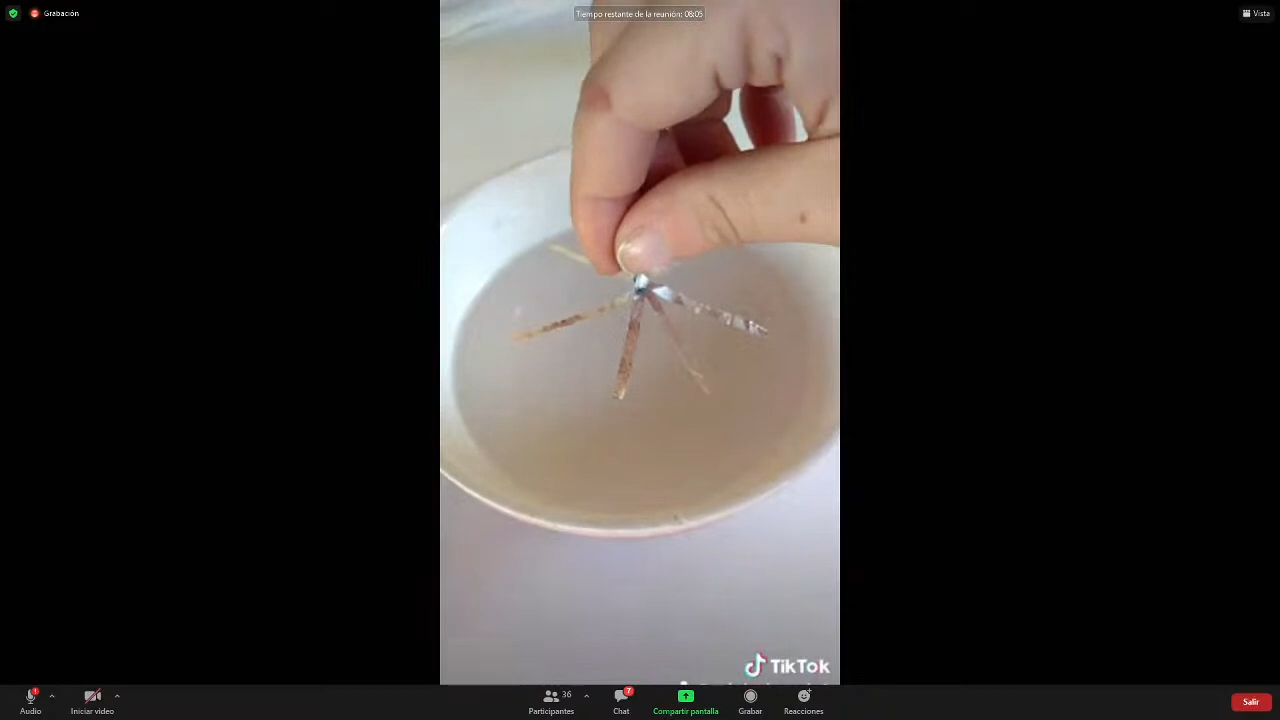 Grabación
Tiempo restante de la reunión: 08:05
Vista
TikTok
36
7
Audio
Iniciar video
Participantes
Chat
Compartir pantalla
Grabar
Reacciones
Salir